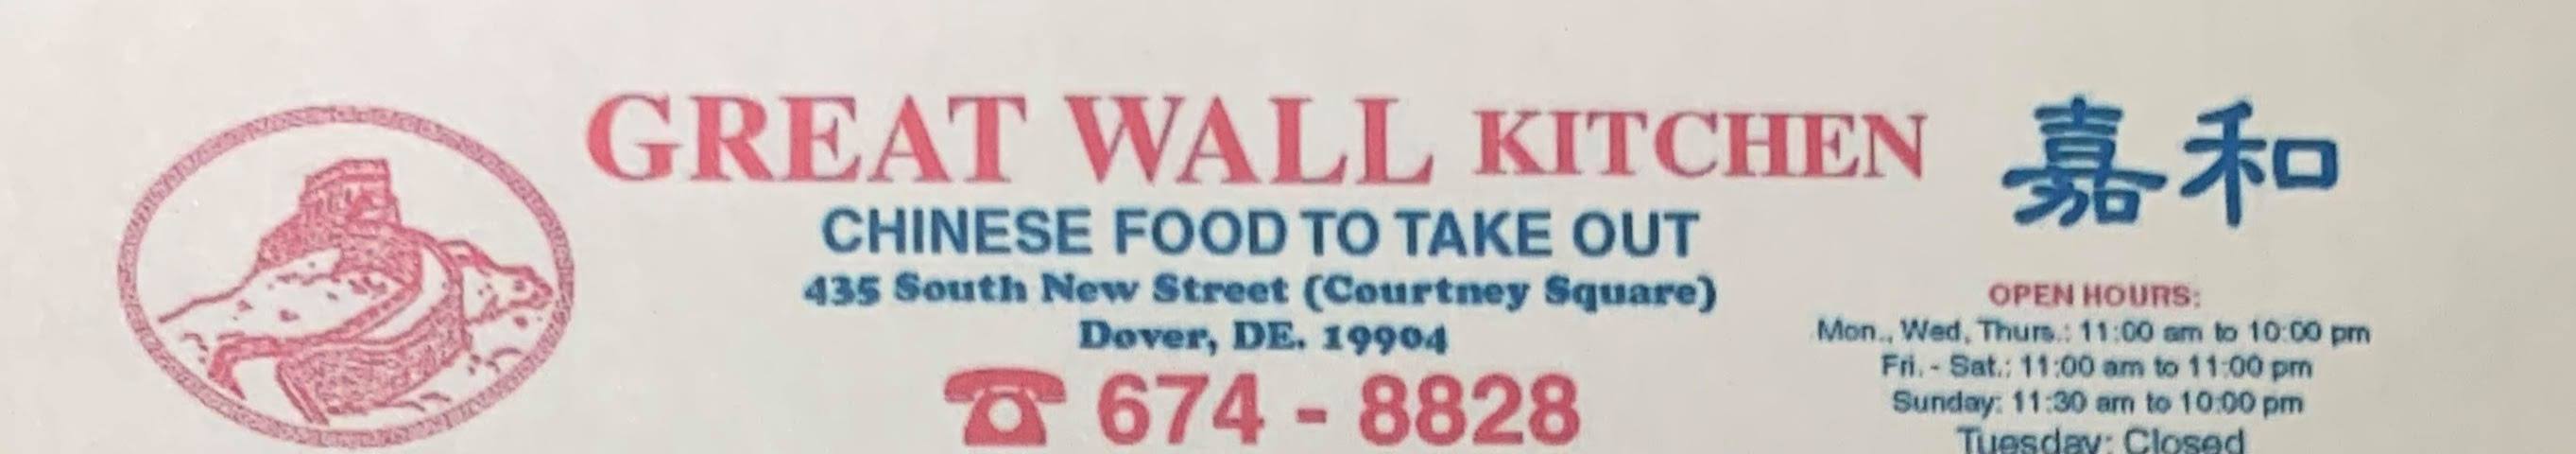 GREAT WALL KITCHEN 嘉和
CHINESE FOOD TO TAKE OUT
435 South New Street (Courtney Square)
Dover, DE. 19904
☎ 674 - 8828
OPEN HOURS:
Mon., Wed, Thurs.: 11:00 am to 10:00 pm
Fri. - Sat.: 11:00 am to 11:00 pm
Sunday: 11:30 am to 10:00 pm
Tuesday: Closed